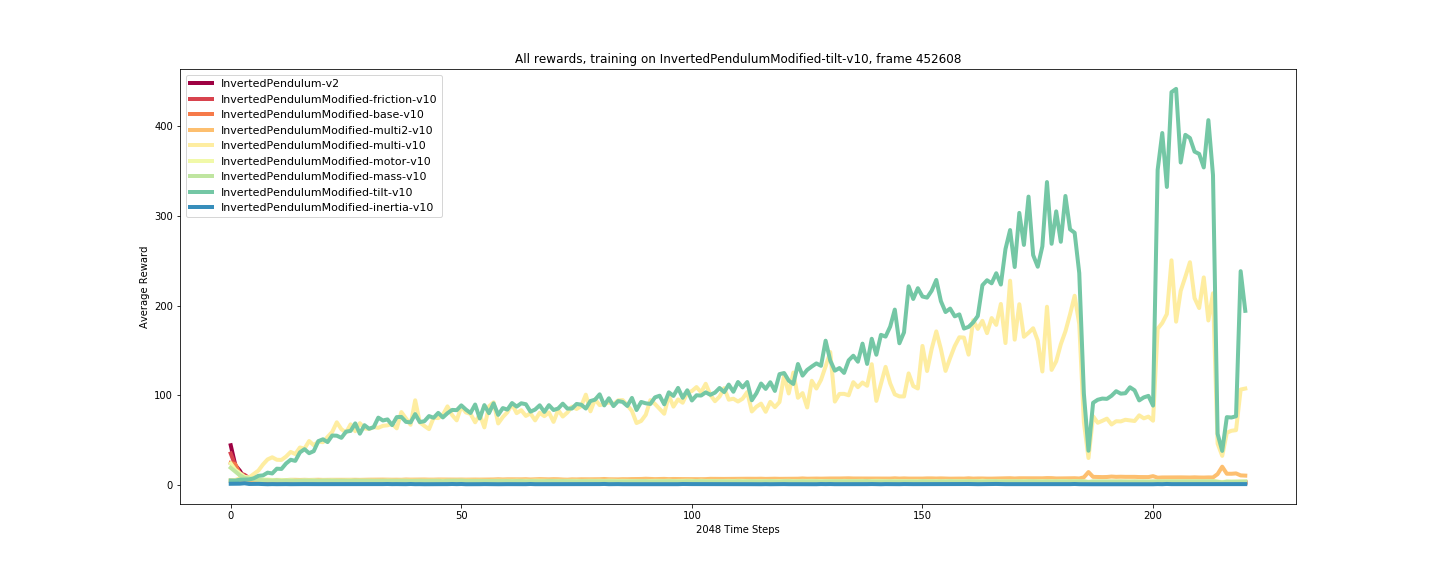 All rewards, training on InvertedPendulumModified-tilt-v10, frame 452608
InvertedPendulum-v2
InvertedPendulumModified-friction-v10
InvertedPendulumModified-base-v10
InvertedPendulumModified-multi2-v10
InvertedPendulumModified-multi-v10
InvertedPendulumModified-motor-v10
InvertedPendulumModified-mass-v10
InvertedPendulumModified-tilt-v10
InvertedPendulumModified-inertia-v10
Average Reward
400
300
200
100
0
0 50 100 150 200
2048 Time Steps